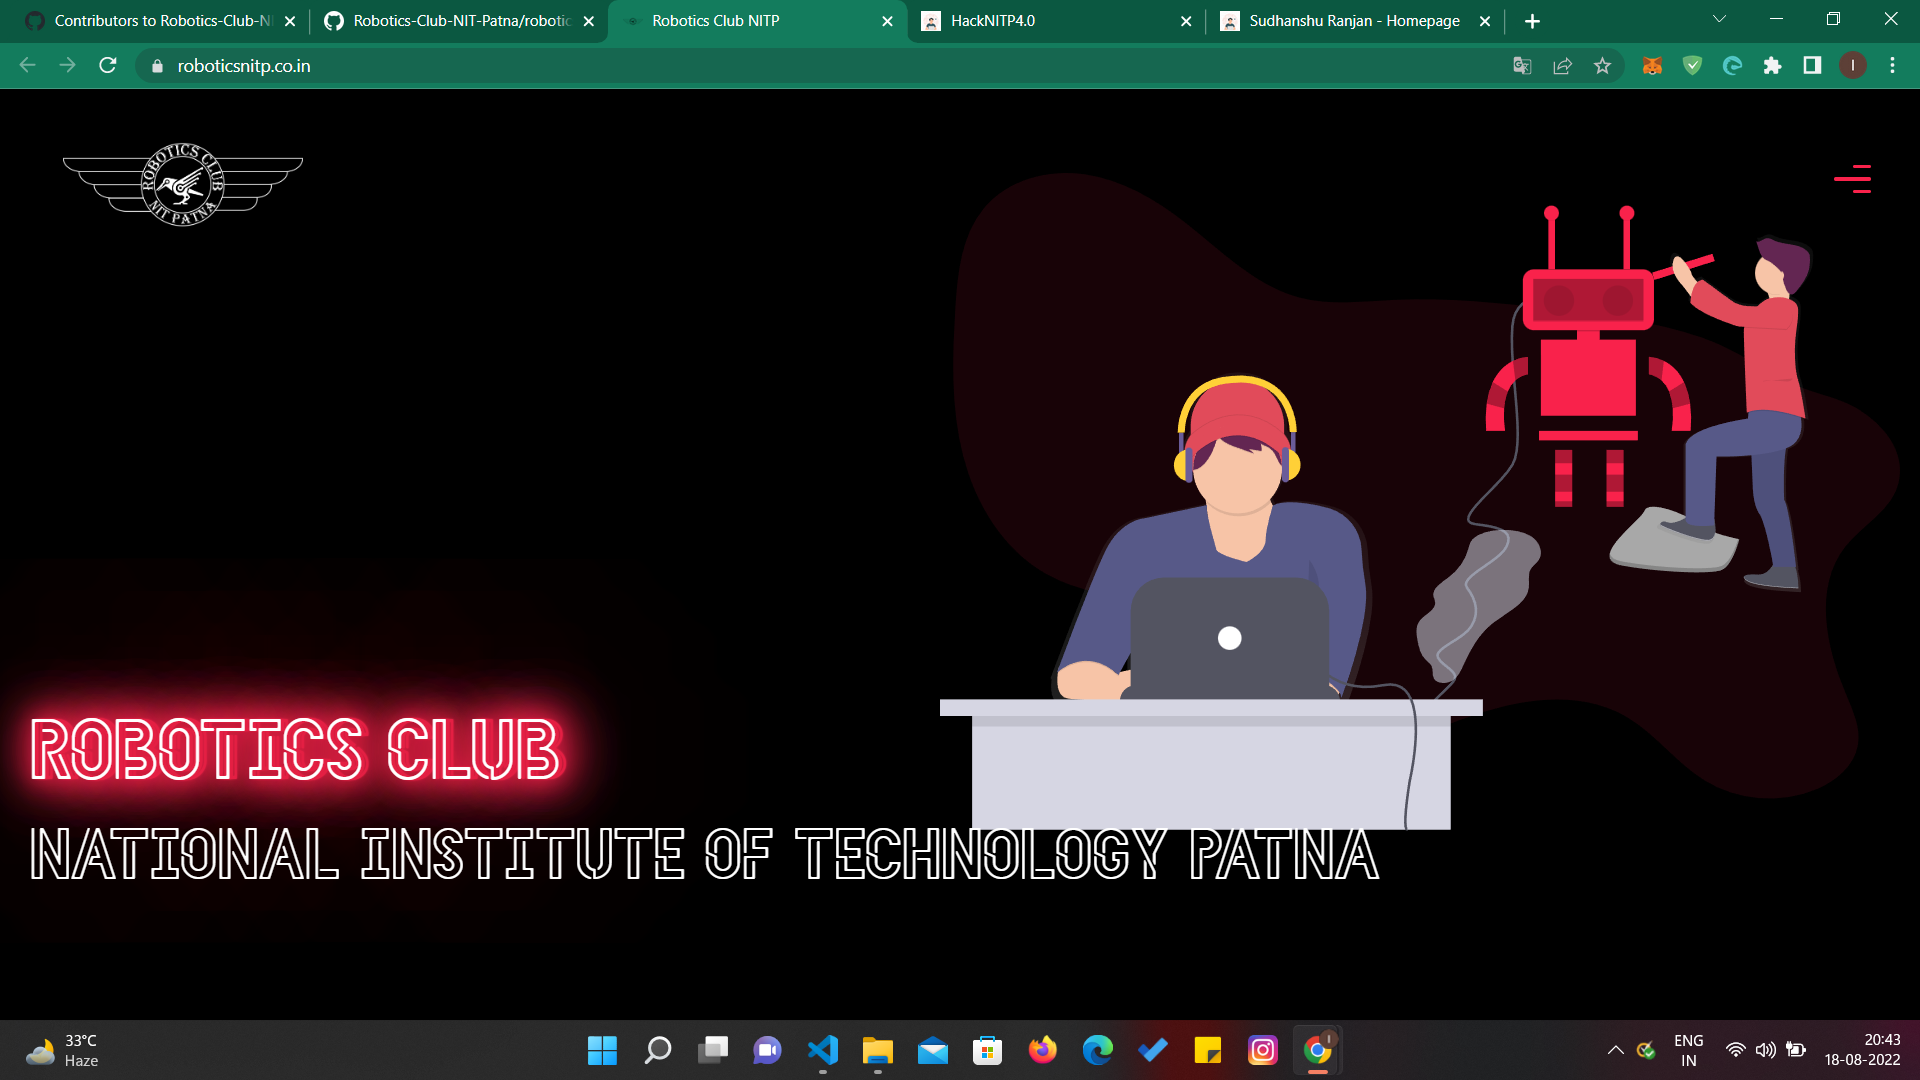 Contributors to Robotics-Club-NI
Robotics-Club-NIT-Patna/robotic
Robotics Club NITP
HackNITP4.0
Sudhanshu Ranjan - Homepage
roboticsnitp.co.in
I
ROBOTICS CLUB
NIT PATNA
ROBOTICS CLUB
NATIONAL INSTITUTE OF TECHNOLOGY PATNA
33°C
Haze
ENG
IN
20:43
18-08-2022